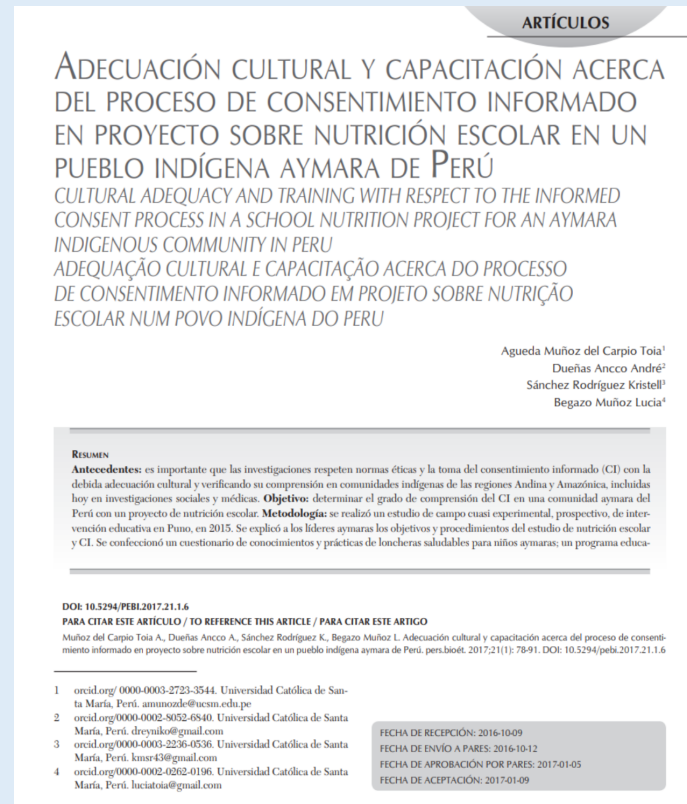 ARTÍCULOS
ADECUACIÓN CULTURAL Y CAPACITACIÓN ACERCA
DEL PROCESO DE CONSENTIMIENTO INFORMADO
EN PROYECTO SOBRE NUTRICIÓN ESCOLAR EN UN
PUEBLO INDÍGENA AYMARA DE PERÚ
CULTURAL ADEQUACY AND TRAINING WITH RESPECT TO THE INFORMED
CONSENT PROCESS IN A SCHOOL NUTRITION PROJECT FOR AN AYMARA
INDIGENOUS COMMUNITY IN PERU
ADEQUAÇÃO CULTURAL E CAPACITAÇÃO ACERCA DO PROCESSO
DE CONSENTIMENTO INFORMADO EM PROJETO SOBRE NUTRIÇÃO
ESCOLAR NUM POVO INDÍGENA DO PERU
Agueda Muñoz del Carpio Toia¹
Dueñas Ancco André²
Sánchez Rodríguez Kristell³
Begazo Muñoz Lucia⁴
RESUMEN
Antecedentes: es importante que las investigaciones respeten normas éticas y la toma del consentimiento informado (CI) con la
debida adecuación cultural y verificando su comprensión en comunidades indígenas de las regiones Andina y Amazónica, incluidas
hoy en investigaciones sociales y médicas. Objetivo: determinar el grado de comprensión del CI en una comunidad aymara del
Perú con un proyecto de nutrición escolar. Metodología: se realizó un estudio de campo cuasi experimental, prospectivo, de inter-
vención educativa en Puno, en 2015. Se explicó a los líderes aymaras los objetivos y procedimientos del estudio de nutrición escolar
y CI. Se confeccionó un cuestionario de conocimientos y prácticas de loncheras saludables para niños aymaras; un programa educa-
DOI: 10.5294/PEBI.2017.21.1.6
PARA CITAR ESTE ARTÍCULO / TO REFERENCE THIS ARTICLE / PARA CITAR ESTE ARTIGO
Muñoz del Carpio Toia A., Dueñas Ancco A., Sánchez Rodríguez K., Begazo Muñoz L. Adecuación cultural y capacitación acerca del proceso de consenti-
miento informado en proyecto sobre nutrición escolar en un pueblo indígena aymara de Perú. pers.bioét. 2017;21(1): 78-91. DOI: 10.5294/pebi.2017.21.1.6
1 orcid.org/ 0000-0003-2723-3544. Universidad Católica de San-
ta María, Perú. amunozde@ucsm.edu.pe
2 orcid.org/0000-0002-8052-6840. Universidad Católica de Santa
María, Perú. dreyniko@gmail.com
3 orcid.org/0000-0003-2236-0536. Universidad Católica de Santa
María, Perú. kmsr43@gmail.com
4 orcid.org/0000-0002-0262-0196. Universidad Católica de Santa
María, Perú. luciatoia@gmail.com
FECHA DE RECEPCIÓN: 2016-10-09
FECHA DE ENVÍO A PARES: 2016-10-12
FECHA DE APROBACIÓN POR PARES: 2017-01-05
FECHA DE ACEPTACIÓN: 2017-01-09